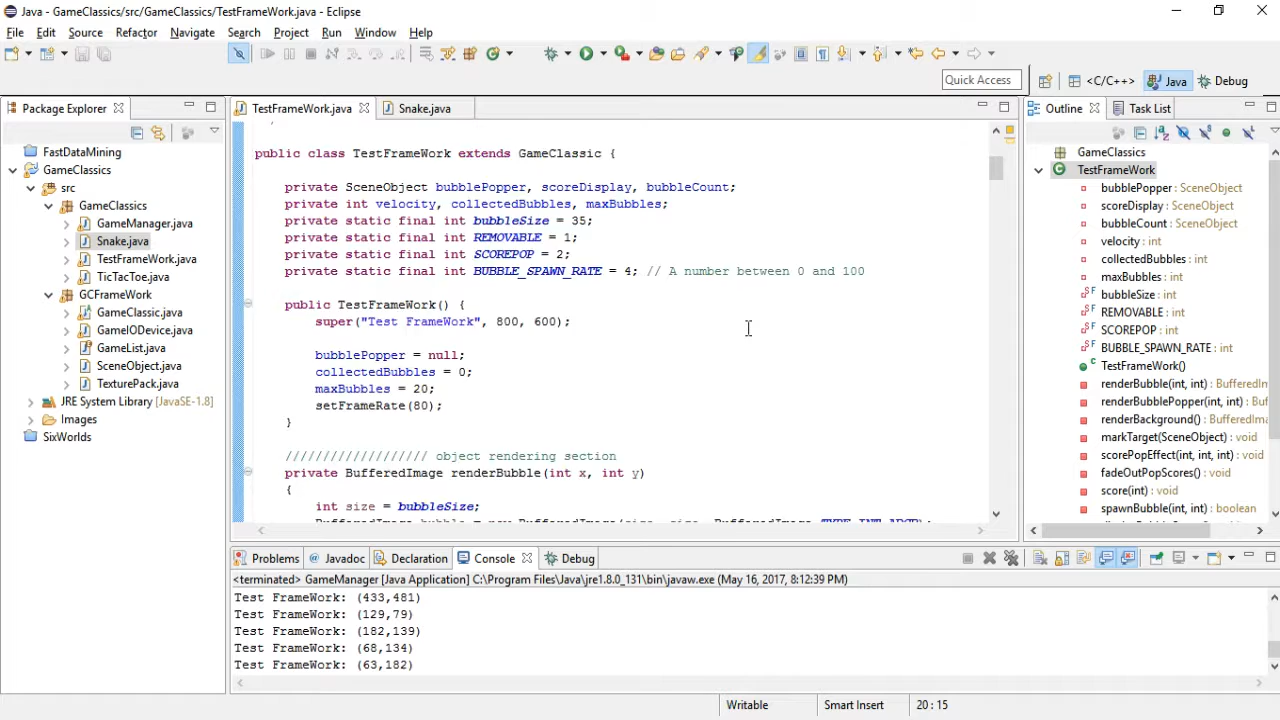 Java - GameClassics/src/GameClassics/TestFrameWork.java - Eclipse
File Edit Source Refactor Navigate Search Project Run Window Help
Quick Access
<C/C++> Java Debug
Package Explorer
FastDataMining
GameClassics
src
GameClassics
GameManager.java
Snake.java
TestFrameWork.java
TicTacToe.java
GCFrameWork
GameClassic.java
GameIODevice.java
GameList.java
SceneObject.java
TexturePack.java
JRE System Library [JavaSE-1.8]
Images
SixWorlds
TestFrameWork.java Snake.java
public class TestFrameWork extends GameClassic {
private SceneObject bubblePopper, scoreDisplay, bubbleCount;
private int velocity, collectedBubbles, maxBubbles;
private static final int bubbleSize = 35;
private static final int REMOVABLE = 1;
private static final int SCOREPOP = 2;
private static final int BUBBLE_SPAWN_RATE = 4; // A number between 0 and 100
public TestFrameWork() {
super("Test FrameWork", 800, 600);
bubblePopper = null;
collectedBubbles = 0;
maxBubbles = 20;
setFrameRate(80);
}
/////////////////// object rendering section
private BufferedImage renderBubble(int x, int y)
{
int size = bubbleSize;
Outline Task List
GameClassics
TestFrameWork
bubblePopper : SceneObject
scoreDisplay : SceneObject
bubbleCount : SceneObject
velocity : int
collectedBubbles : int
maxBubbles : int
bubbleSize : int
REMOVABLE : int
SCOREPOP : int
BUBBLE_SPAWN_RATE : int
TestFrameWork()
renderBubble(int, int) : BufferedI
renderBubblePopper(int, int) : Buf
renderBackground() : BufferedIma
markTarget(SceneObject) : void
scorePopEffect(int, int, int) : void
fadeOutPopScores() : void
score(int) : void
spawnBubble(int) : boolean
Problems @ Javadoc Declaration Console Debug
<terminated> GameManager [Java Application] C:\Program Files\Java\jre1.8.0_131\bin\javaw.exe (May 16, 2017, 8:12:39 PM)
Test FrameWork: (433,481)
Test FrameWork: (129,79)
Test FrameWork: (182,139)
Test FrameWork: (68,134)
Test FrameWork: (63,182)
Writable Smart Insert 20 : 15